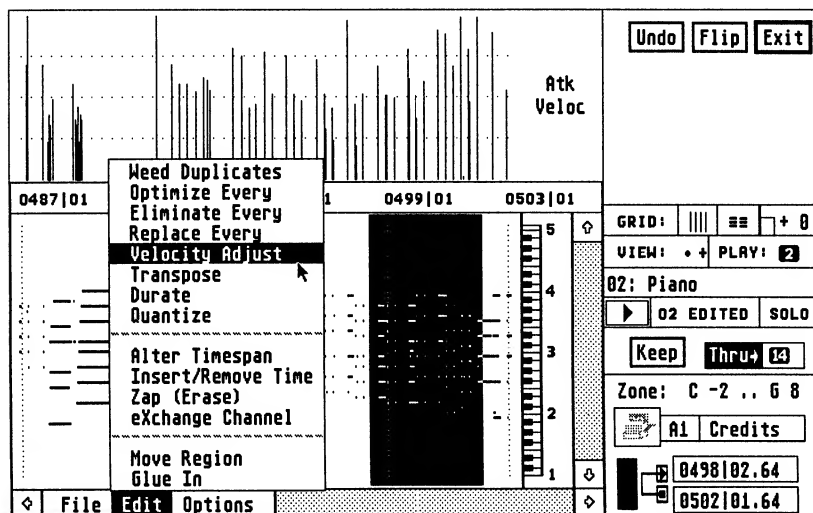 Undo Flip Exit
Atk
Veloc
0487|01 1 0499|01 0503|01
Weed Duplicates
Optimize Every
Eliminate Every
Replace Every
Velocity Adjust
Transpose
Durate
Quantize
Alter Timespan
Insert/Remove Time
Zap (Erase)
eXchange Channel
Move Region
Glue In
File Edit Options
5
4
3
2
1
GRID: + 0
VIEW: PLAY: 2
02: Piano
02 EDITED SOLO
Keep Thru 14
Zone: C -2 .. G 8
A1 Credits
0498|02.64
0502|01.64